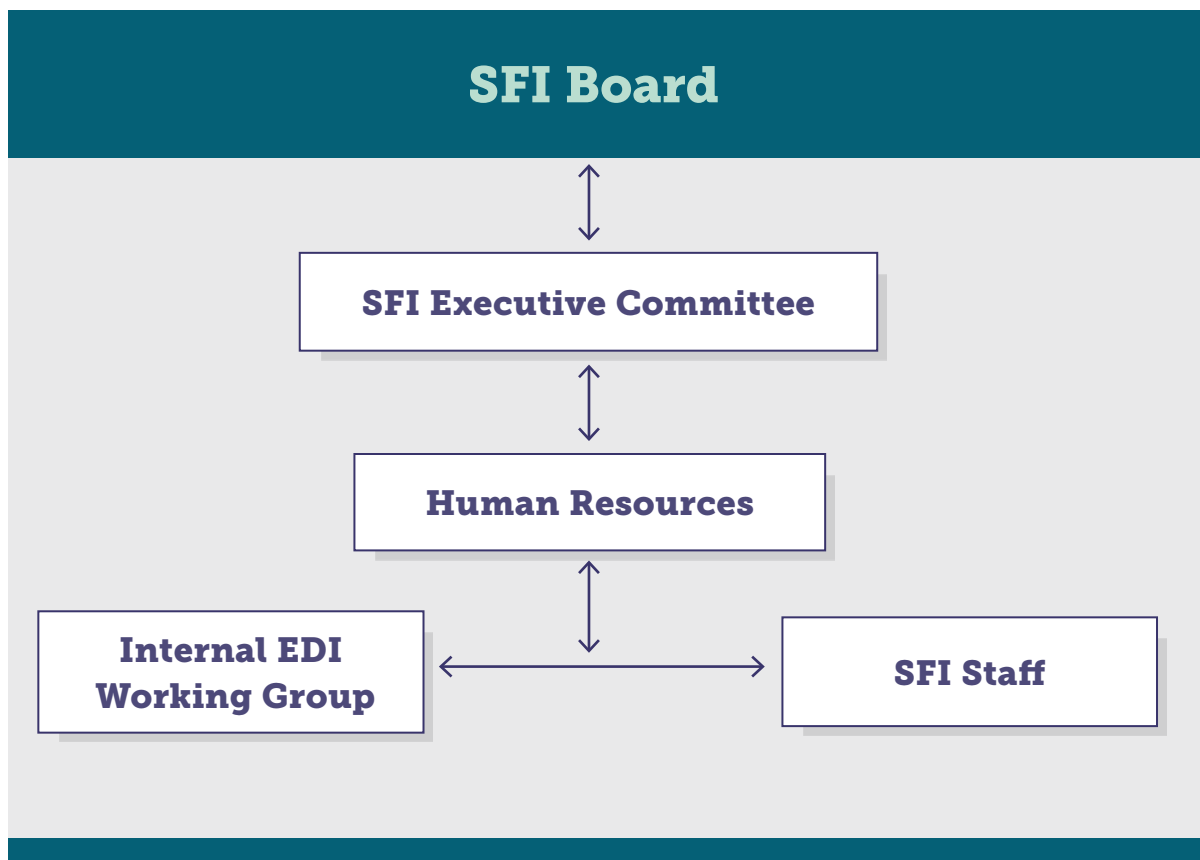 SFI Board
SFI Executive Committee
Human Resources
Internal EDI
Working Group
SFI Staff